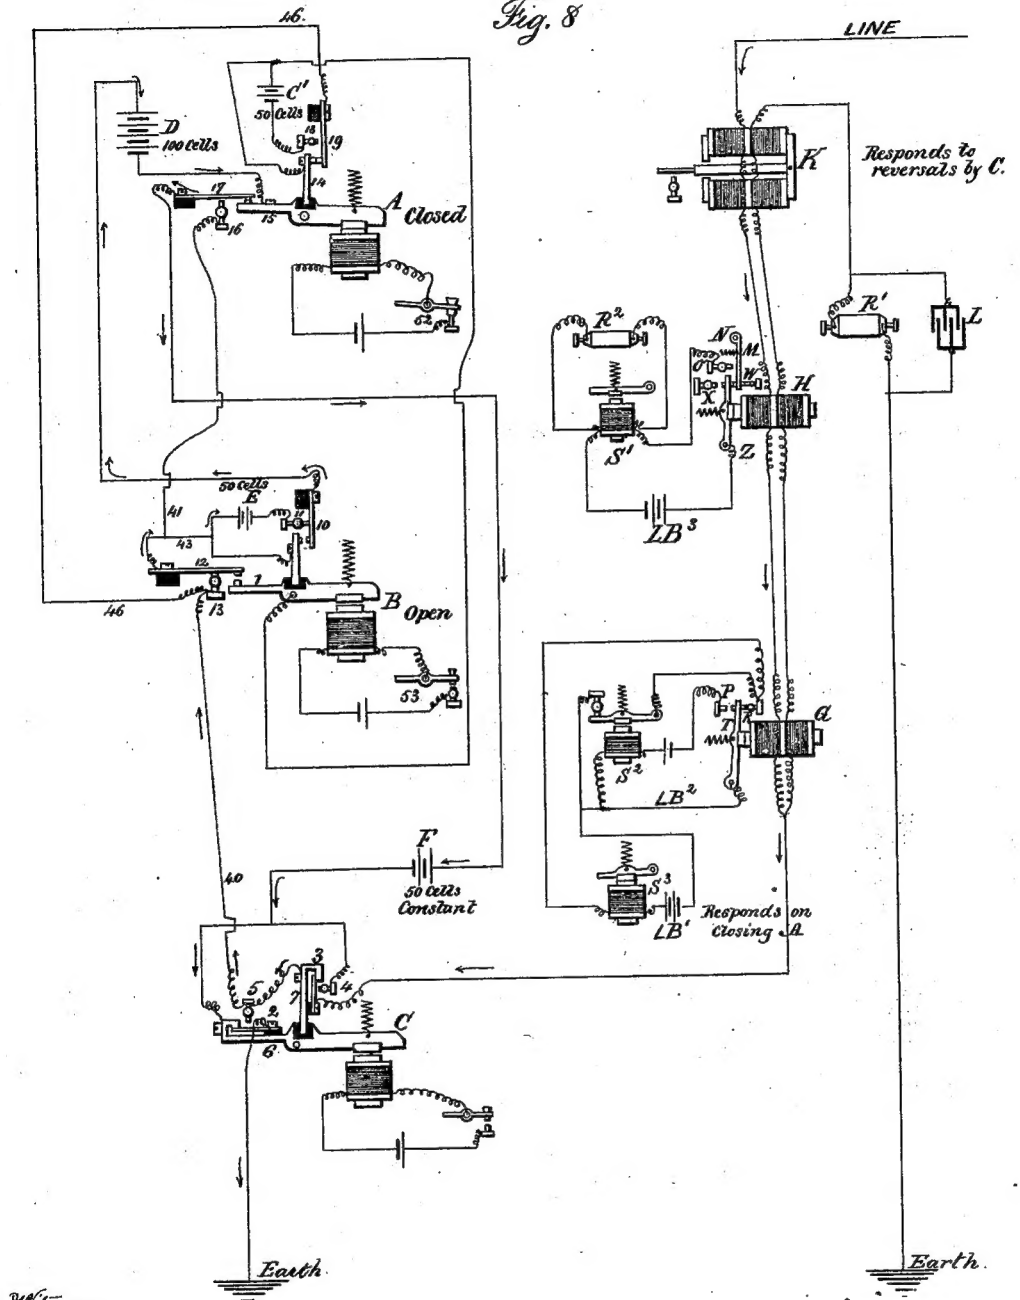 Fig. 8
46.
LINE
C'
50 Cells
D
100 Cells
18
19
14
17
15
16
A
Closed
62
K
Responds to
reversals by C.
R'
L
R²
N
M
O
W
X
H
S'
Z
LB³
50 Cells
E
11
10
41
43
12
1
13
46
B
Open
53
P
T
G
S²
LB²
F
50 Cells
Constant
40
S³
LB'
Responds on
closing A
3
4
7
5
2
6
C
Earth.
Earth.